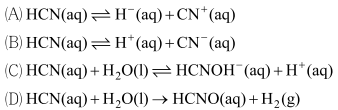 (A) HCN(aq) ⇌ H⁻(aq) + CN⁺(aq)
(B) HCN(aq) ⇌ H⁺(aq) + CN⁻(aq)
(C) HCN(aq) + H₂O(l) ⇌ HCNOH⁻(aq) + H⁺(aq)
(D) HCN(aq) + H₂O(l) → HCNO(aq) + H₂(g)